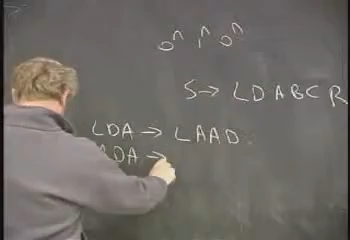 0ⁿ 1ⁿ 0ⁿ
S → LDABCR
LDA → LAAD
ADA →